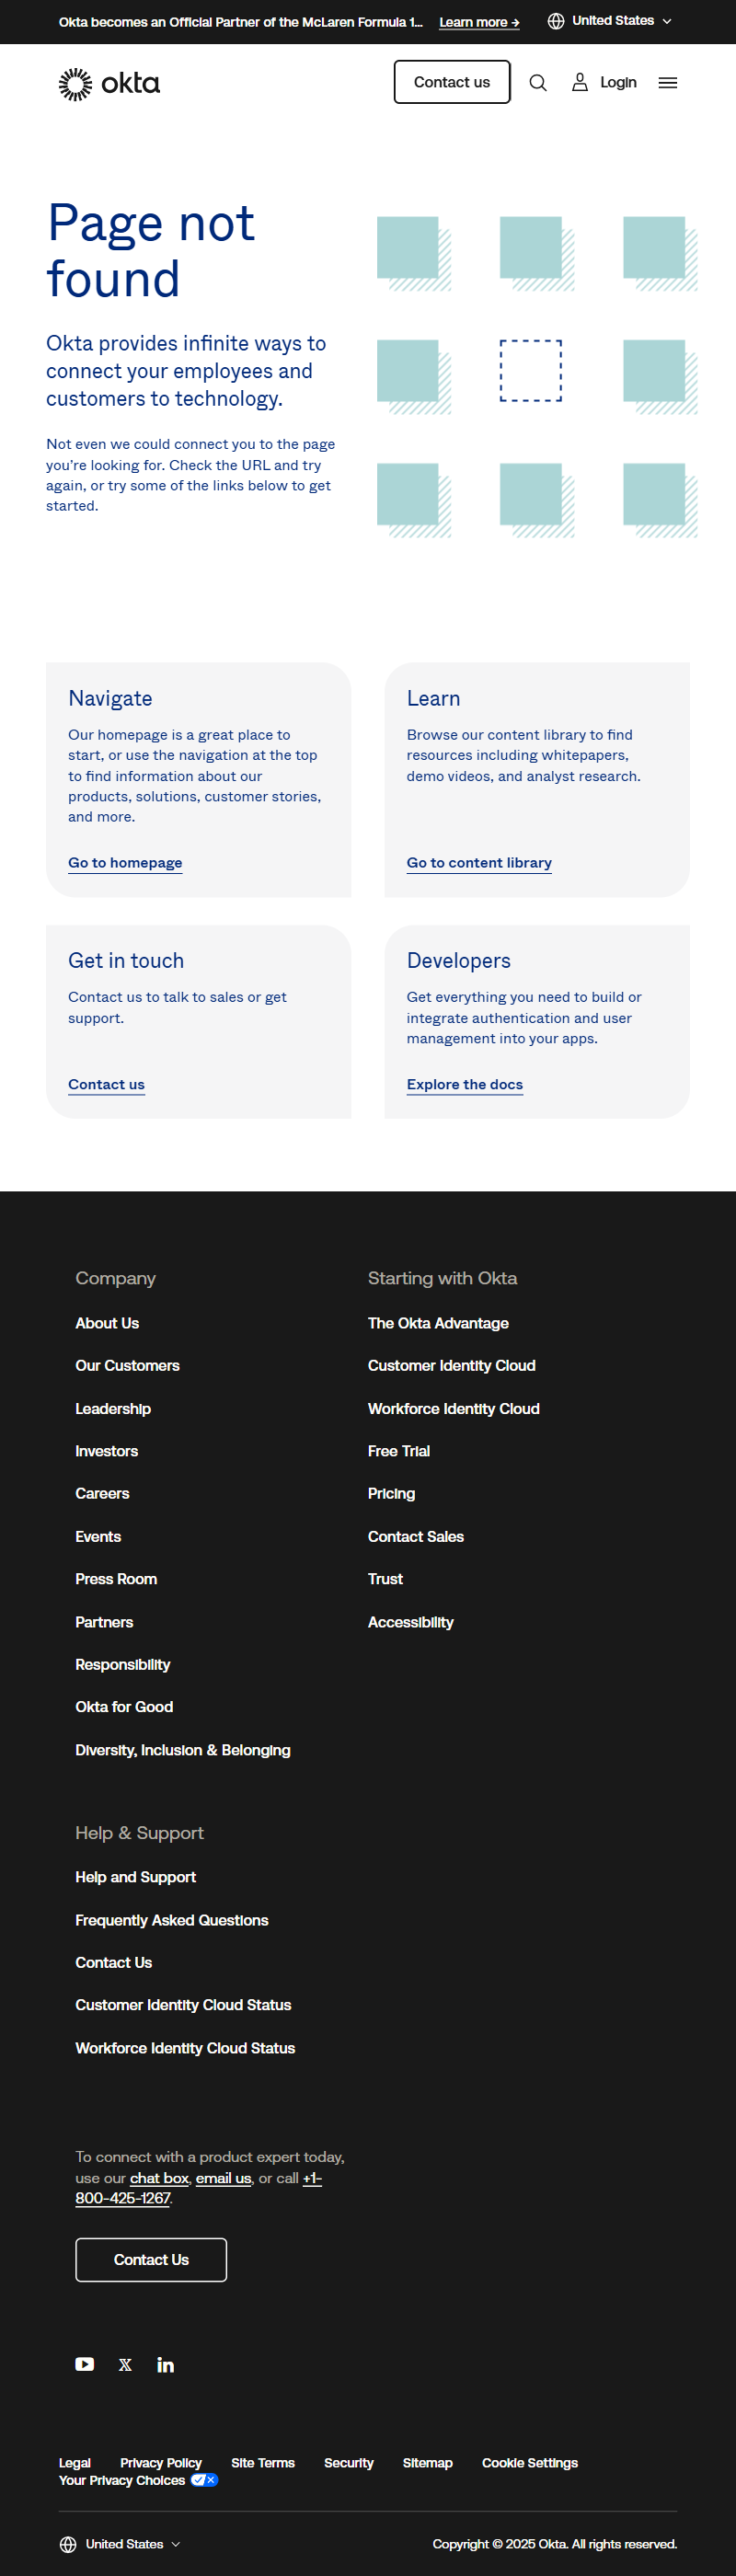 Okta becomes an Official Partner of the McLaren Formula 1... Learn more → United States
okta Contact us Login
Page not
found
Okta provides infinite ways to
connect your employees and
customers to technology.
Not even we could connect you to the page
you’re looking for. Check the URL and try
again, or try some of the links below to get
started.
Navigate
Our homepage is a great place to
start, or use the navigation at the top
to find information about our
products, solutions, customer stories,
and more.
Go to homepage
Learn
Browse our content library to find
resources including whitepapers,
demo videos, and analyst research.
Go to content library
Get in touch
Contact us to talk to sales or get
support.
Contact us
Developers
Get everything you need to build or
integrate authentication and user
management into your apps.
Explore the docs
Company
About Us
Our Customers
Leadership
Investors
Careers
Events
Press Room
Partners
Responsibility
Okta for Good
Diversity, Inclusion & Belonging
Starting with Okta
The Okta Advantage
Customer Identity Cloud
Workforce Identity Cloud
Free Trial
Pricing
Contact Sales
Trust
Accessibility
Help & Support
Help and Support
Frequently Asked Questions
Contact Us
Customer Identity Cloud Status
Workforce Identity Cloud Status
To connect with a product expert today,
use our chat box, email us, or call +1-
800-425-1267.
Contact Us
Legal Privacy Policy Site Terms Security Sitemap Cookie Settings
Your Privacy Choices
United States Copyright © 2025 Okta. All rights reserved.